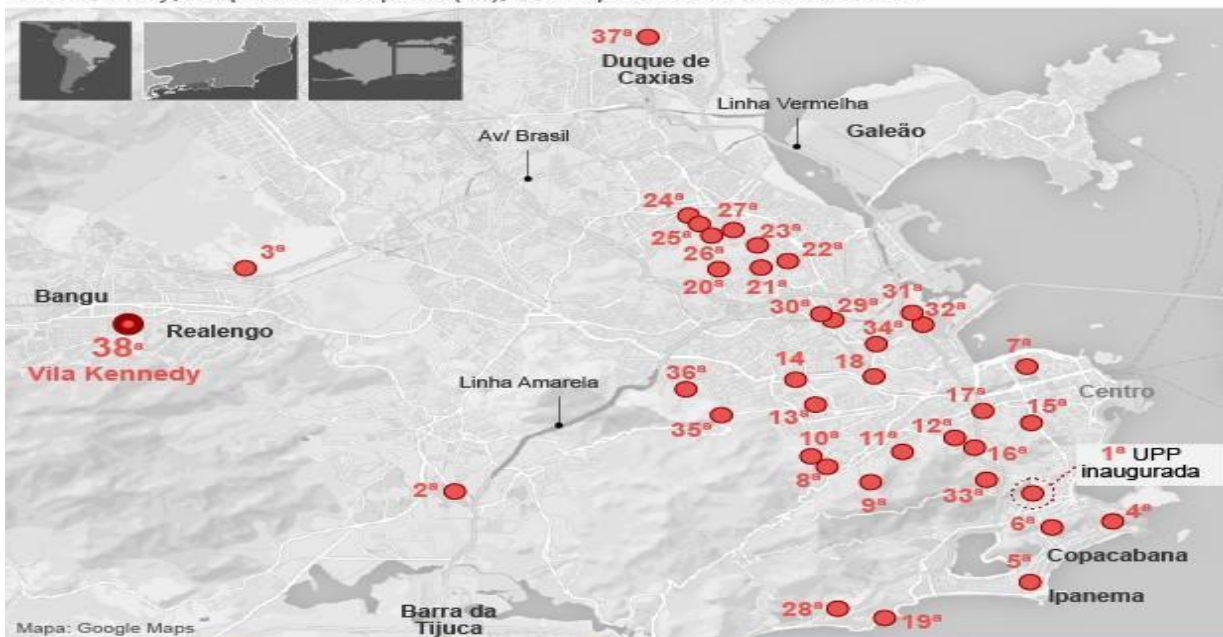 37ª
Duque de
Caxias
Linha Vermelha
Galeão
Av/ Brasil
24ª
27ª
25ª
23ª
26ª
22ª
20ª
21ª
3ª
Bangu
Realengo
38ª
Vila Kennedy
30ª
29ª
31ª
32ª
34ª
7ª
36ª
14
18
Linha Amarela
Centro
17ª
15ª
35ª
13ª
12ª
10ª
11ª
16ª
1ª UPP
inaugurada
8ª
9ª
33ª
2ª
6ª
4ª
Copacabana
5ª
Ipanema
28ª
19ª
Barra da
Tijuca
Mapa: Google Maps